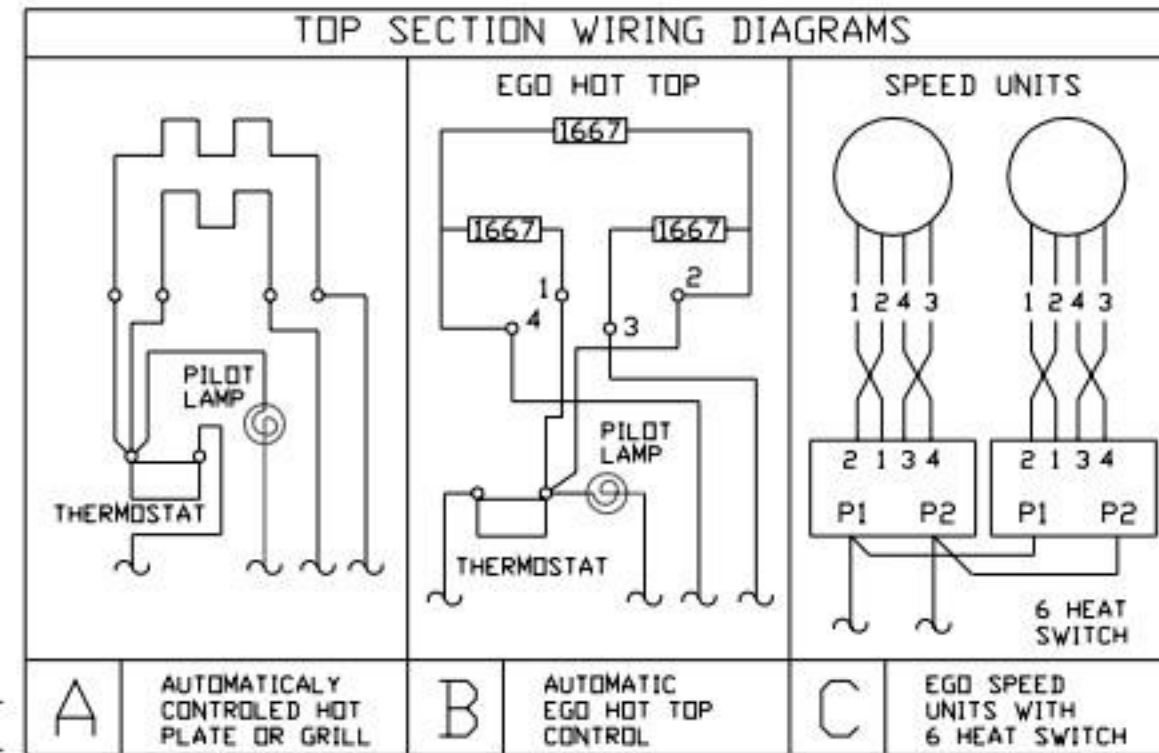 TOP SECTION WIRING DIAGRAMS
PILOT
LAMP
THERMOSTAT
A
AUTOMATICALY
CONTROLED HOT
PLATE OR GRILL
EGO HOT TOP
1667
1667
1667
1
2
4
3
PILOT
LAMP
THERMOSTAT
B
AUTOMATIC
EGO HOT TOP
CONTROL
SPEED UNITS
1 2 4 3
1 2 4 3
2 1 3 4
2 1 3 4
P1 P2
P1 P2
6 HEAT
SWITCH
C
EGO SPEED
UNITS WITH
6 HEAT SWITCH